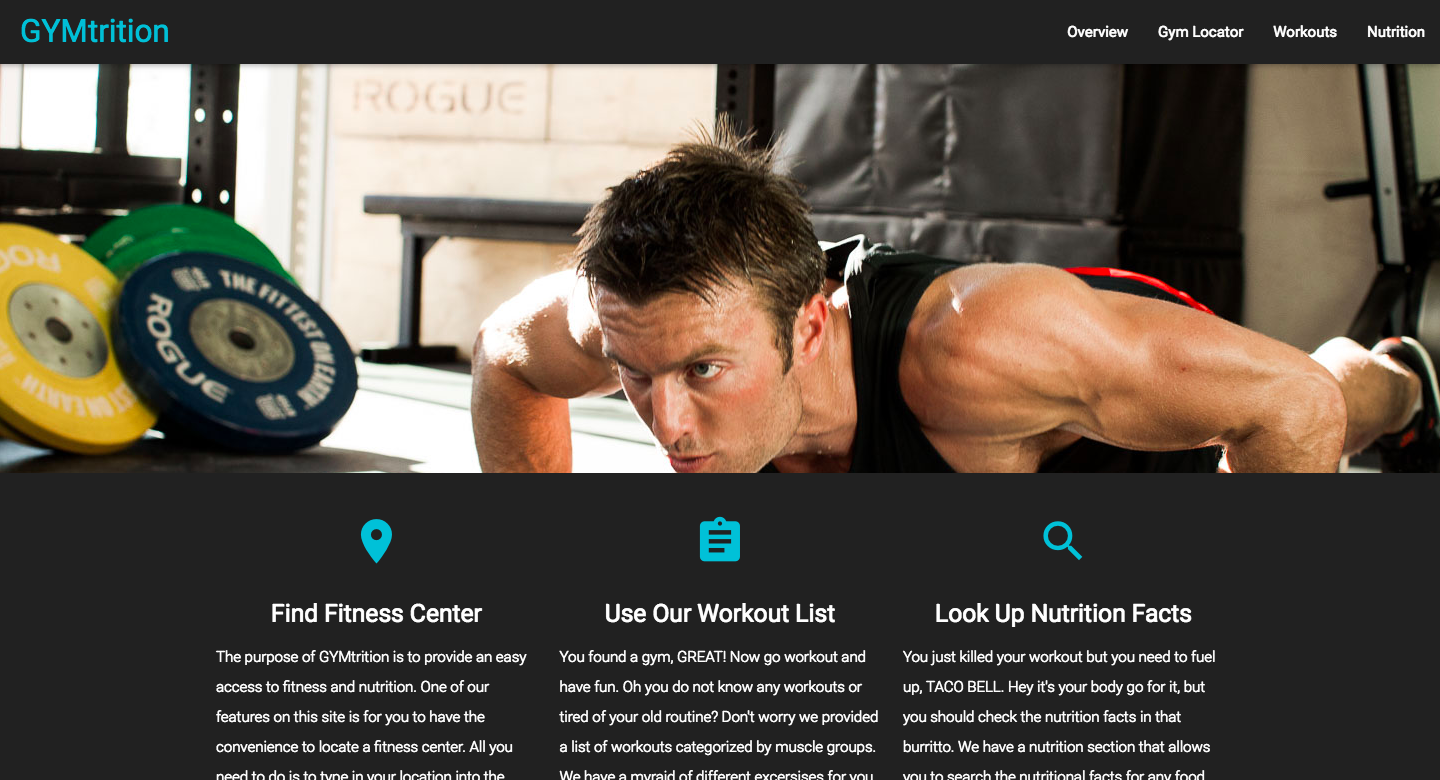 GYMtrition
Overview Gym Locator Workouts Nutrition
ROGUE
ROGUE
THE FITTEST ON EARTH
ROGUE
Find Fitness Center
The purpose of GYMtrition is to provide an easy
access to fitness and nutrition. One of our
features on this site is for you to have the
convenience to locate a fitness center. All you
need to do is to type in your location into the
Use Our Workout List
You found a gym, GREAT! Now go workout and
have fun. Oh you do not know any workouts or
tired of your old routine? Don't worry we provided
a list of workouts categorized by muscle groups.
We have a myraid of different excersises for you
Look Up Nutrition Facts
You just killed your workout but you need to fuel
up, TACO BELL. Hey it's your body go for it, but
you should check the nutrition facts in that
burritto. We have a nutrition section that allows
you to search the nutritional facts for any food